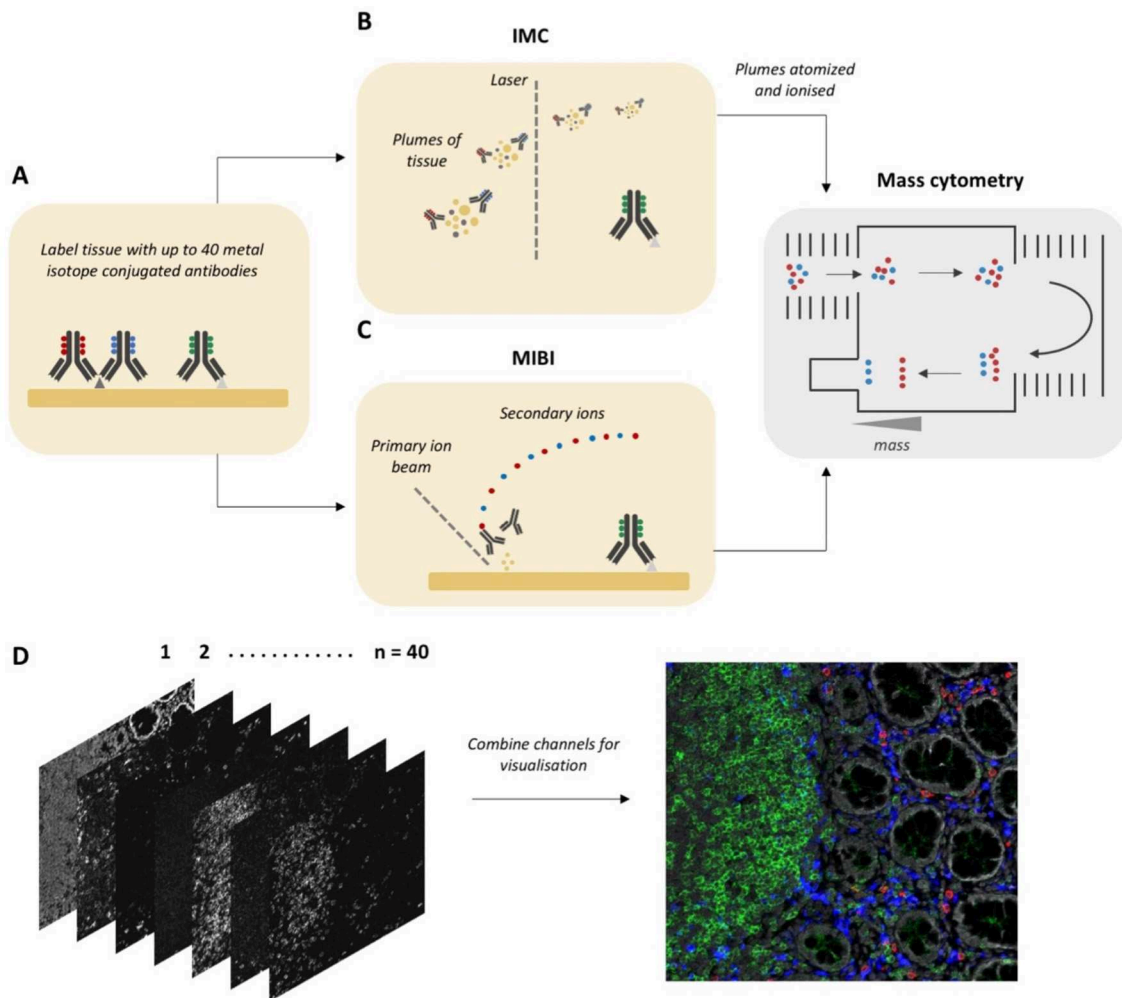 A
Label tissue with up to 40 metal
isotope conjugated antibodies
B
IMC
Laser
Plumes of
tissue
Plumes atomized
and ionised
C
MIBI
Secondary ions
Primary ion
beam
Mass cytometry
mass
D
1 2 . . . . . . . . . . . . n = 40
Combine channels for
visualisation